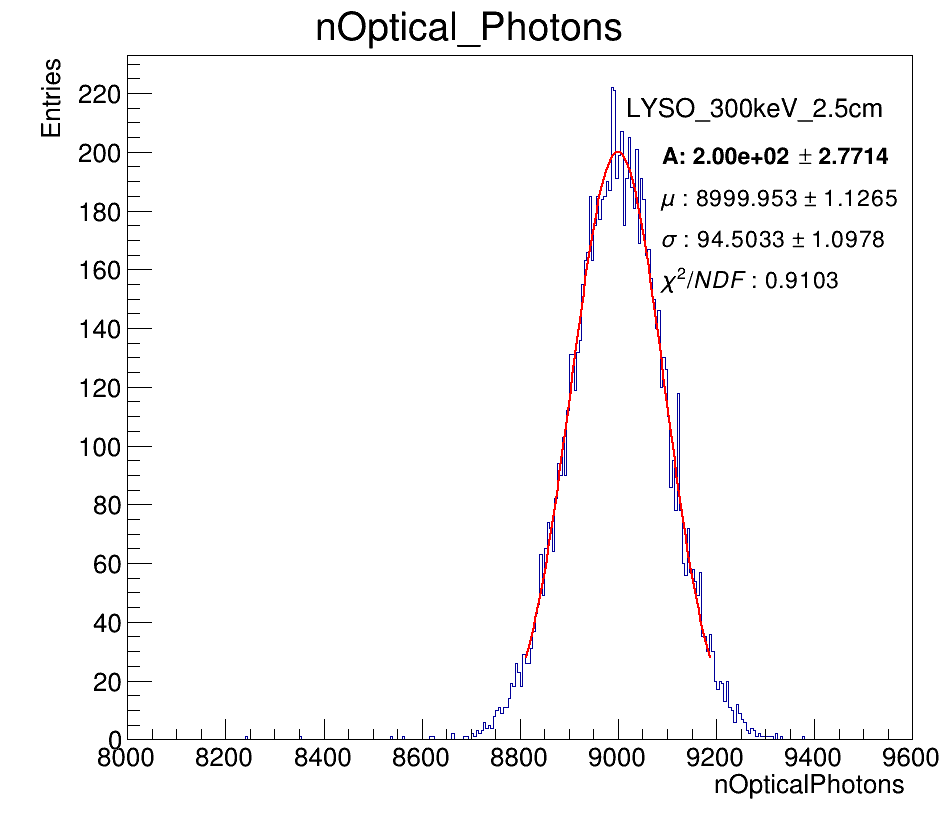 nOptical_Photons
Entries
220
200
180
160
140
120
100
80
60
40
20
0
LYSO_300keV_2.5cm
A: 2.00e+02 ± 2.7714
μ : 8999.953 ± 1.1265
σ : 94.5033 ± 1.0978
χ²/NDF : 0.9103
8000 8200 8400 8600 8800 9000 9200 9400 9600
nOpticalPhotons